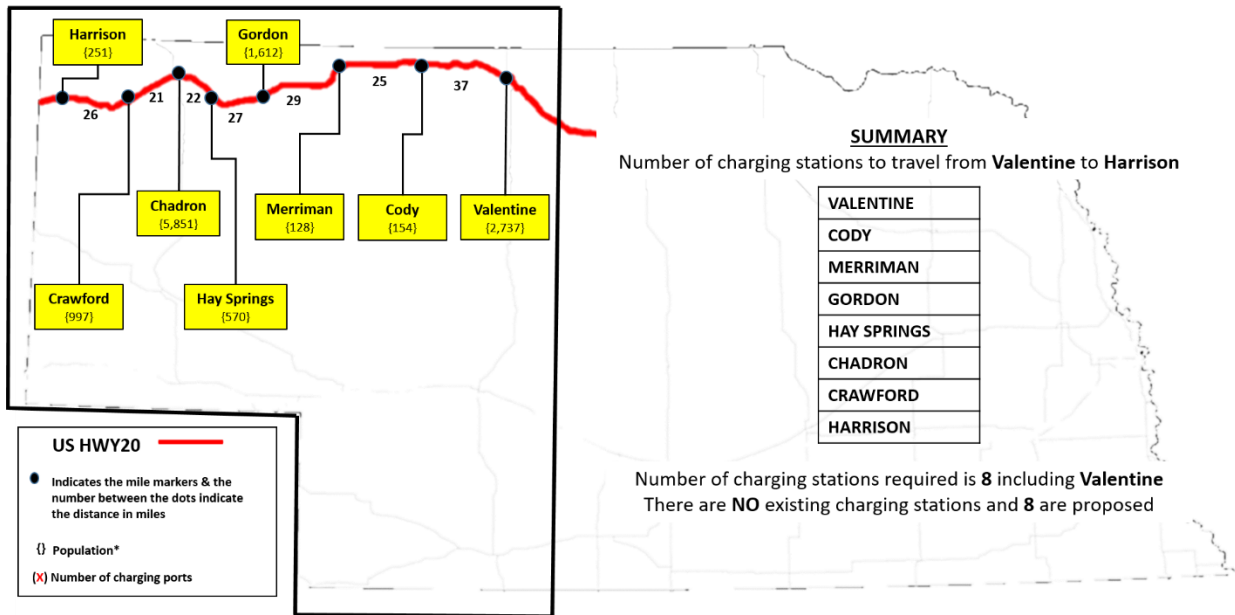 Harrison
{251}
Gordon
{1,612}
26
21
22
27
29
25
37
Chadron
{5,851}
Merriman
{128}
Cody
{154}
Valentine
{2,737}
Crawford
{997}
Hay Springs
{570}
US HWY20
Indicates the mile markers & the
number between the dots indicate
the distance in miles
{} Population*
(X) Number of charging ports
SUMMARY
Number of charging stations to travel from Valentine to Harrison
VALENTINE
CODY
MERRIMAN
GORDON
HAY SPRINGS
CHADRON
CRAWFORD
HARRISON
Number of charging stations required is 8 including Valentine
There are NO existing charging stations and 8 are proposed